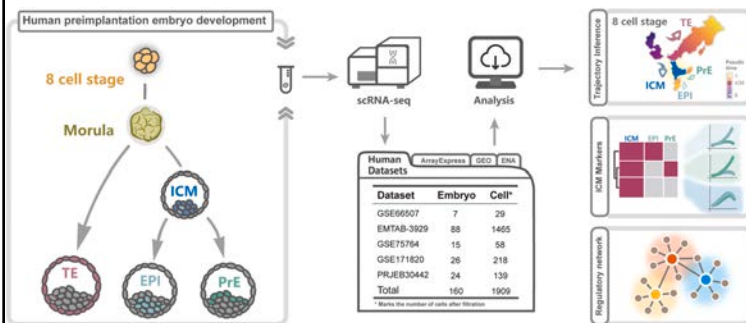 Human preimplantation embryo development
8 cell stage
Morula
ICM
TE
EPI
PrE
scRNA-seq
Analysis
Human
Datasets
ArrayExpress
GEO
ENA
Dataset Embryo Cell*
GSE66507 7 29
EMTAB-3929 88 1465
GSE75764 15 58
GSE171820 26 218
PRJEB30442 24 139
Total 160 1909
* Marks the number of cells after filtration
Trajectory Inference
8 cell stage
TE
ICM
PrE
EPI
Pseudo
time
ICM Markers
ICM EPI PrE
Regulatory network